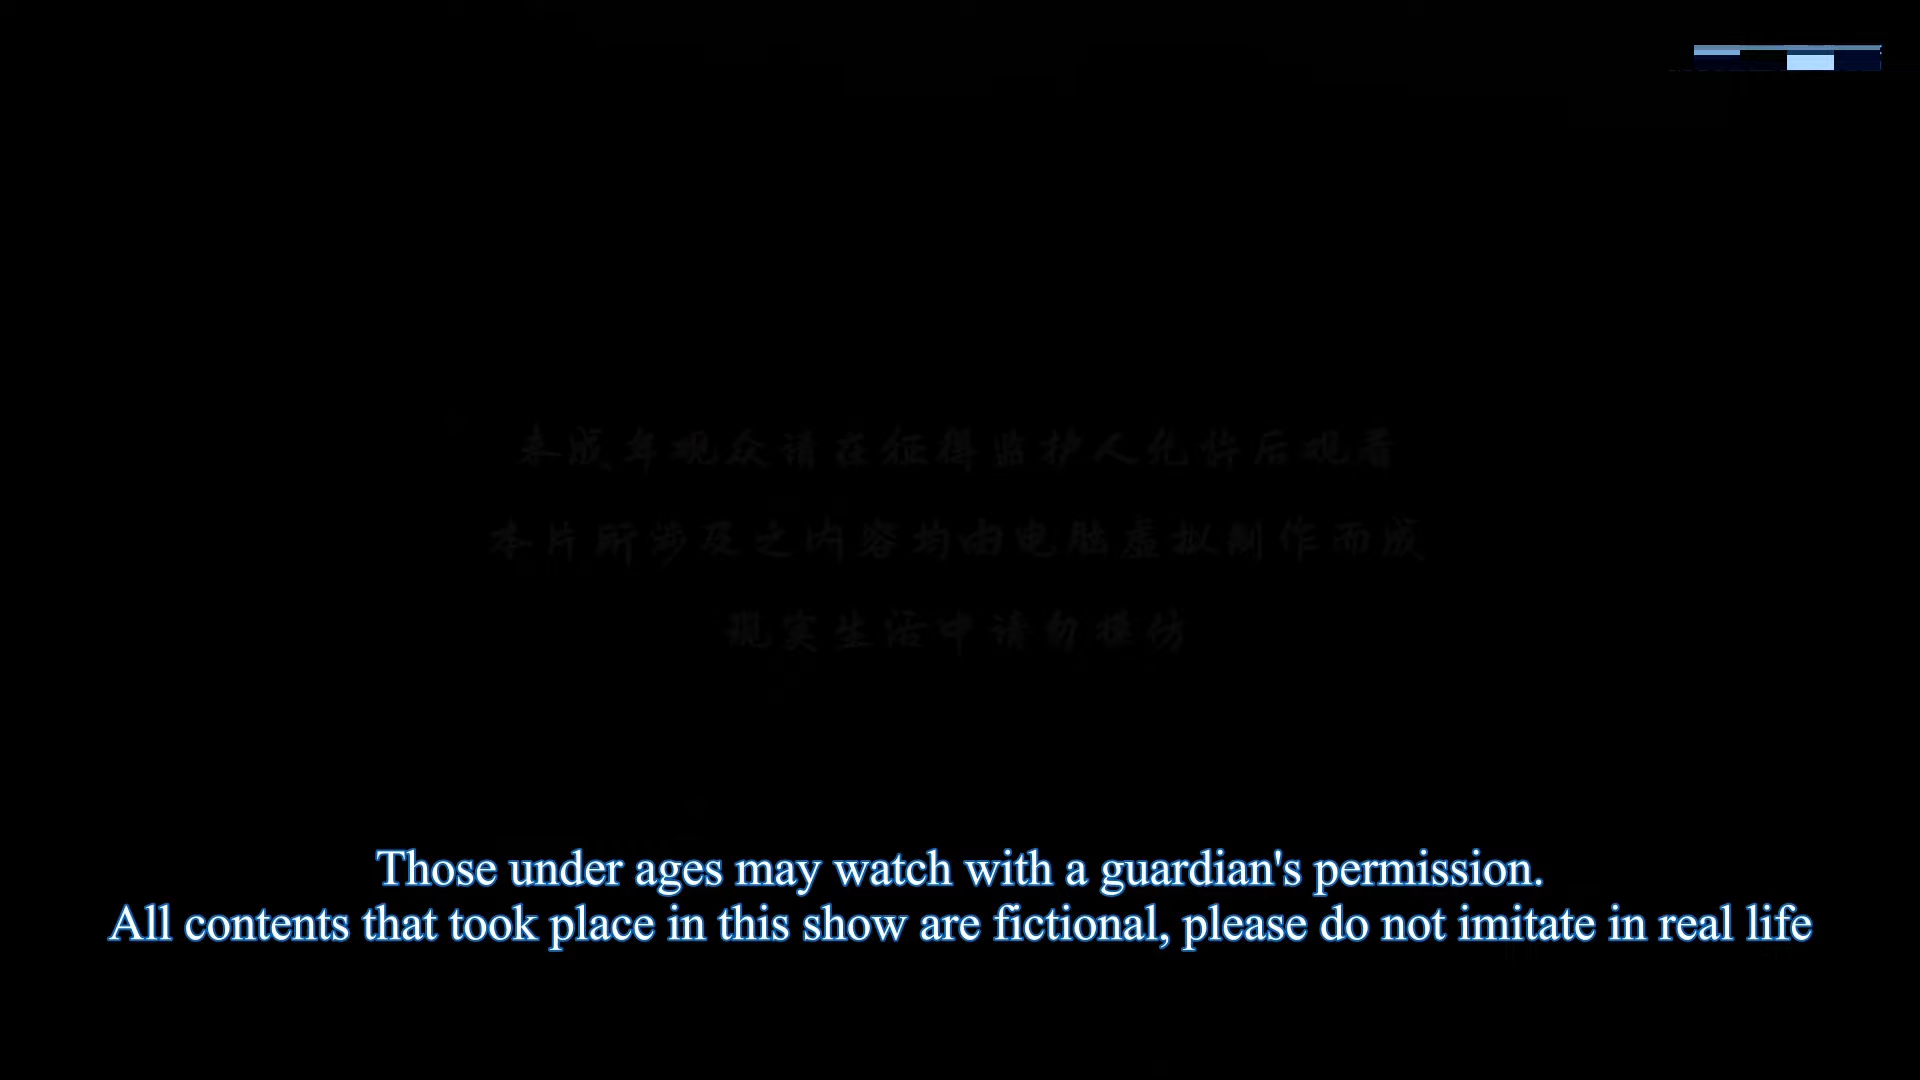 未成年观众请在征得监护人允许后观看
本片所涉及之内容均由电脑虚拟制作而成
现实生活中请勿模仿
Those under ages may watch with a guardian's permission.
All contents that took place in this show are fictional, please do not imitate in real life